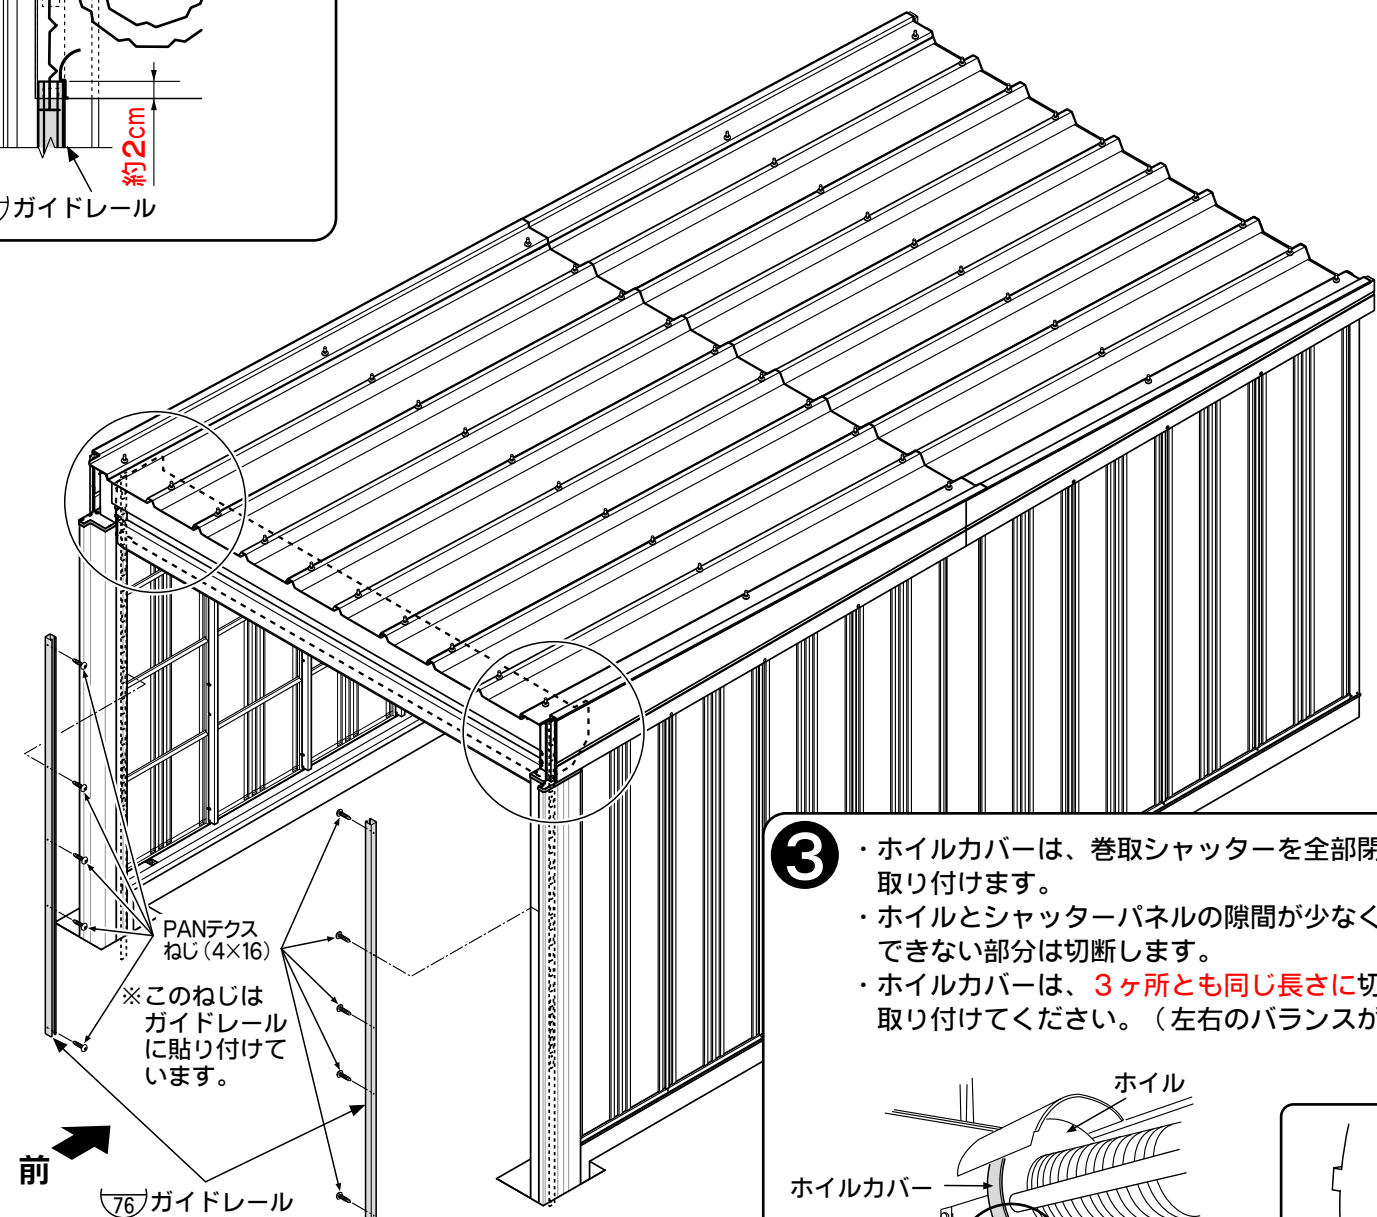 約2cm
ガイドレール
PANテクス
ねじ(4×16)
※このねじは
ガイドレール
に貼り付けて
います。
前
76 ガイドレール
3
・ホイルカバーは、巻取シャッターを全部閉
取り付けます。
・ホイルとシャッターパネルの隙間が少なく
できない部分は切断します。
・ホイルカバーは、3ヶ所とも同じ長さに切
取り付けてください。(左右のバランスが
ホイル
ホイルカバー